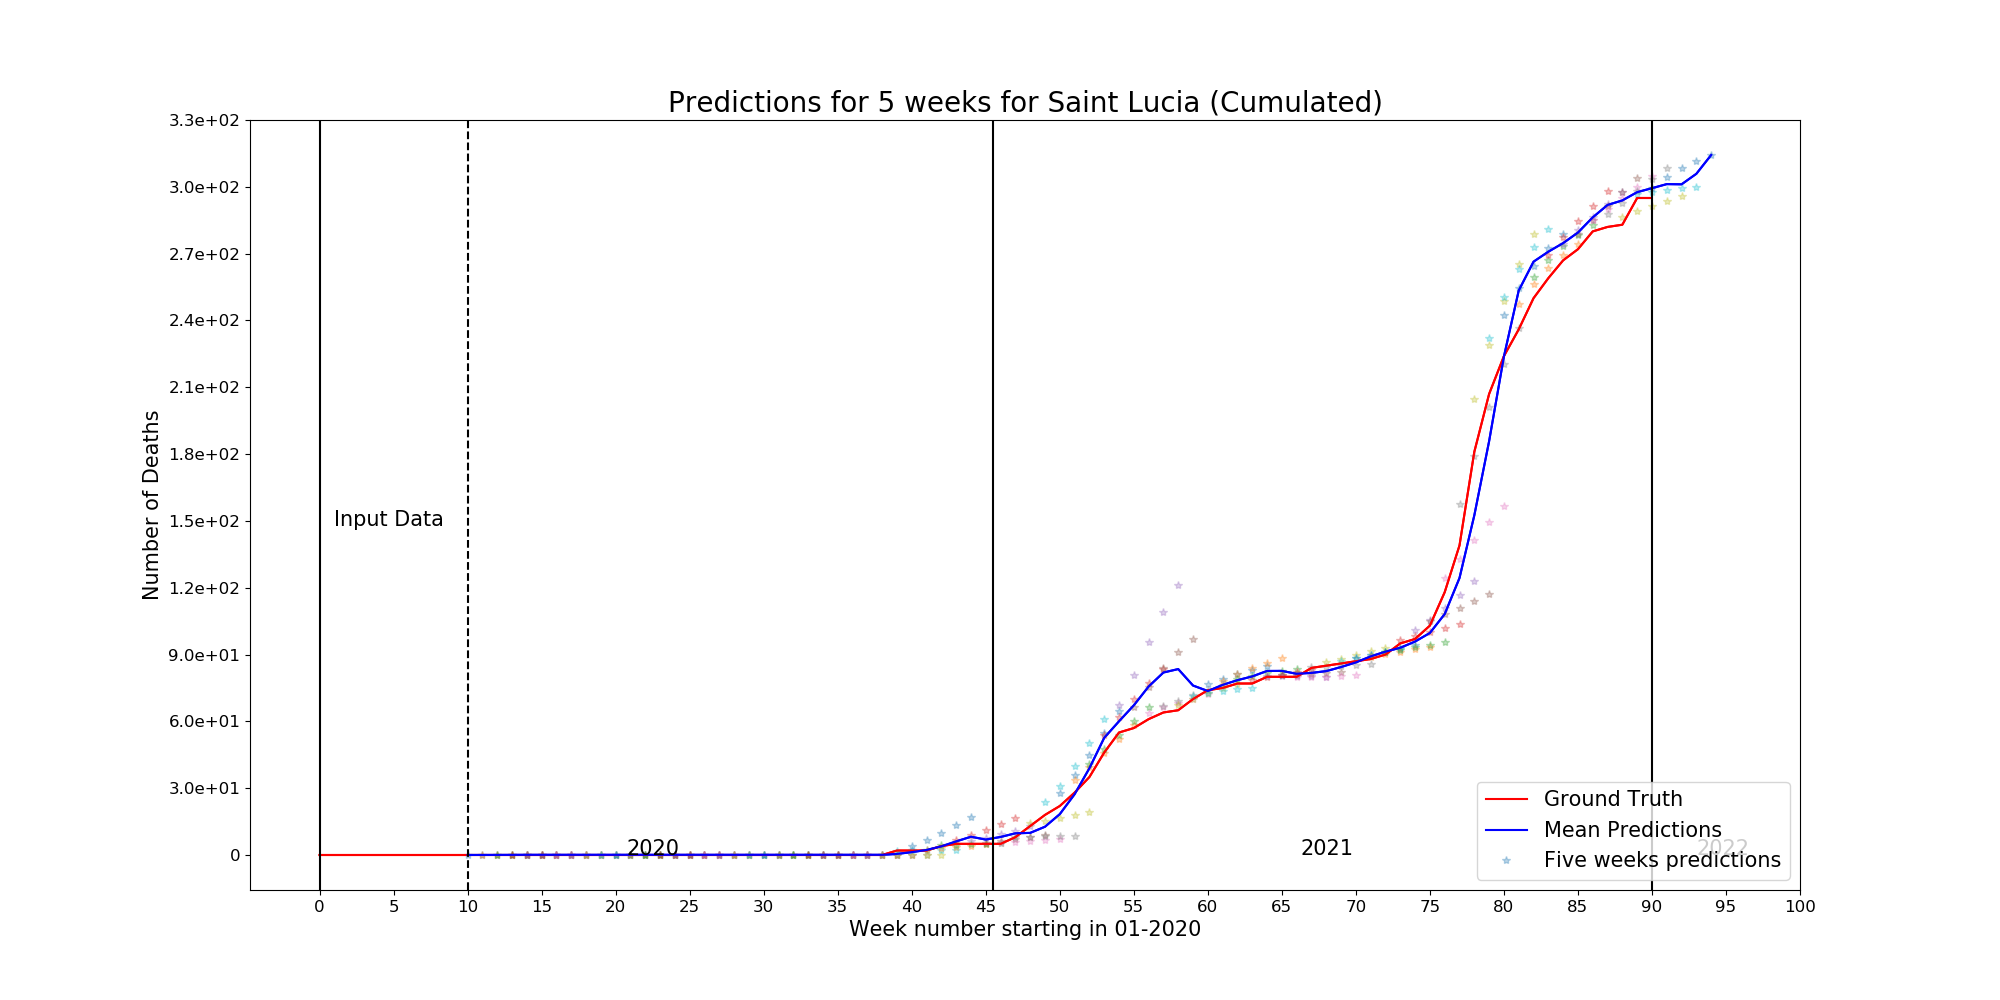 Predictions for 5 weeks for Saint Lucia (Cumulated)
3.3e+02
3.0e+02
2.7e+02
2.4e+02
2.1e+02
1.8e+02
1.5e+02
1.2e+02
9.0e+01
6.0e+01
3.0e+01
0
Number of Deaths
Input Data
2020
2021
2022
Ground Truth
Mean Predictions
Five weeks predictions
0 5 10 15 20 25 30 35 40 45 50 55 60 65 70 75 80 85 90 95 100
Week number starting in 01-2020